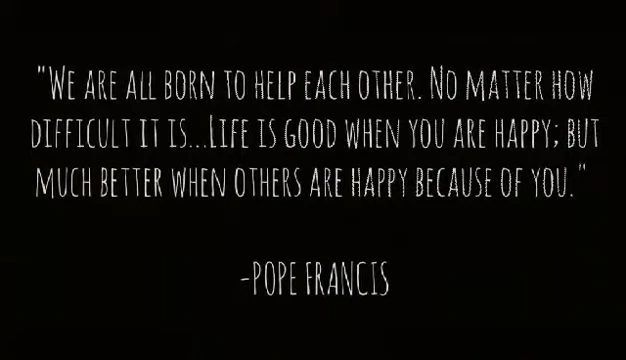 "We are all born to help each other. No matter how
difficult it is...Life is good when you are happy; but
much better when others are happy because of you."
-Pope Francis